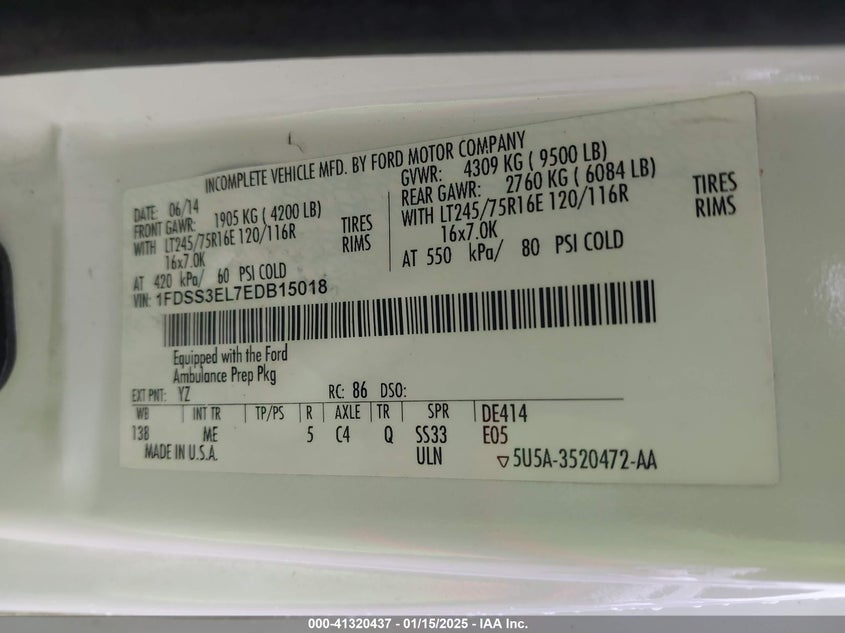 INCOMPLETE VEHICLE MFD. BY FORD MOTOR COMPANY
DATE: 06/14
FRONT GAWR: 1905 KG ( 4200 LB)
WITH LT245/75R16E 120/116R TIRES
16x7.0K RIMS
AT 420 kPa/ 60 PSI COLD
GVWR: 4309 KG ( 9500 LB)
REAR GAWR: 2760 KG ( 6084 LB)
WITH LT245/75R16E 120/116R TIRES
16x7.0K RIMS
AT 550 kPa/ 80 PSI COLD
VIN: 1FDSS3EL7EDB15018
Equipped with the Ford
Ambulance Prep Pkg
EXT PNT: YZ RC: 86 DSO:
WB INT TR TP/PS R AXLE TR SPR DE414
138 ME 5 C4 Q SS33 E05
MADE IN U.S.A. ULN ▽5U5A-3520472-AA
000-41320437 - 01/15/2025 - IAA Inc.